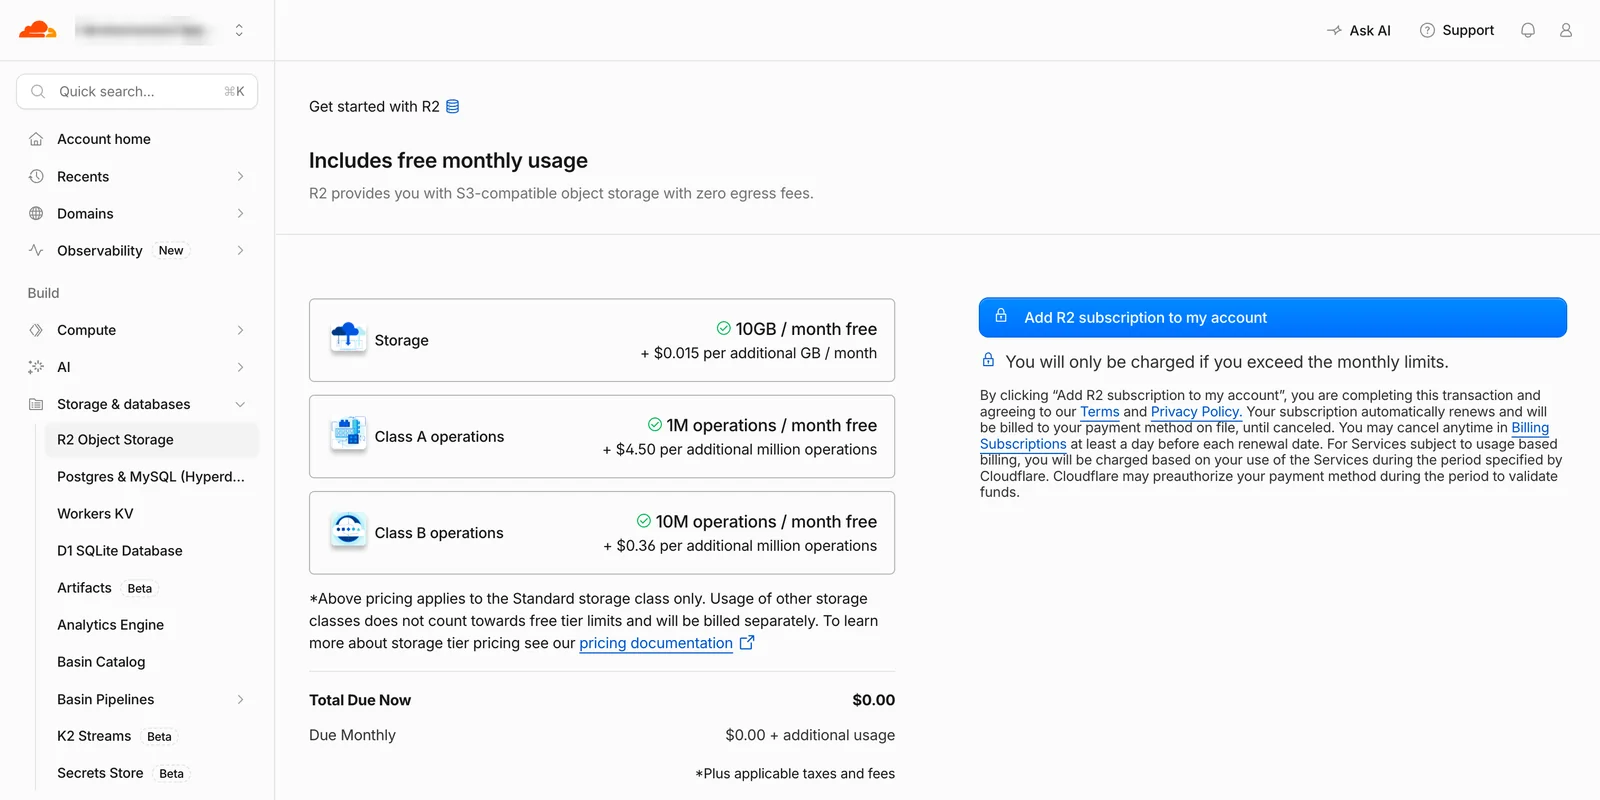 Ask AI
Support
Quick search...
⌘K
Account home
Recents
Domains
Observability New
Build
Compute
AI
Storage & databases
R2 Object Storage
Postgres & MySQL (Hyperd...
Workers KV
D1 SQLite Database
Artifacts Beta
Analytics Engine
Basin Catalog
Basin Pipelines
K2 Streams Beta
Secrets Store Beta
Get started with R2
Includes free monthly usage
R2 provides you with S3-compatible object storage with zero egress fees.
Storage
10GB / month free
+ $0.015 per additional GB / month
Class A operations
1M operations / month free
+ $4.50 per additional million operations
Class B operations
10M operations / month free
+ $0.36 per additional million operations
*Above pricing applies to the Standard storage class only. Usage of other storage
classes does not count towards free tier limits and will be billed separately. To learn
more about storage tier pricing see our pricing documentation
Total Due Now $0.00
Due Monthly $0.00 + additional usage
*Plus applicable taxes and fees
Add R2 subscription to my account
You will only be charged if you exceed the monthly limits.
By clicking “Add R2 subscription to my account”, you are completing this transaction and
agreeing to our Terms and Privacy Policy. Your subscription automatically renews and will
be billed to your payment method on file, until canceled. You may cancel anytime in Billing
Subscriptions at least a day before each renewal date. For Services subject to usage based
billing, you will be charged based on your use of the Services during the period specified by
Cloudflare. Cloudflare may preauthorize your payment method during the period to validate
funds.